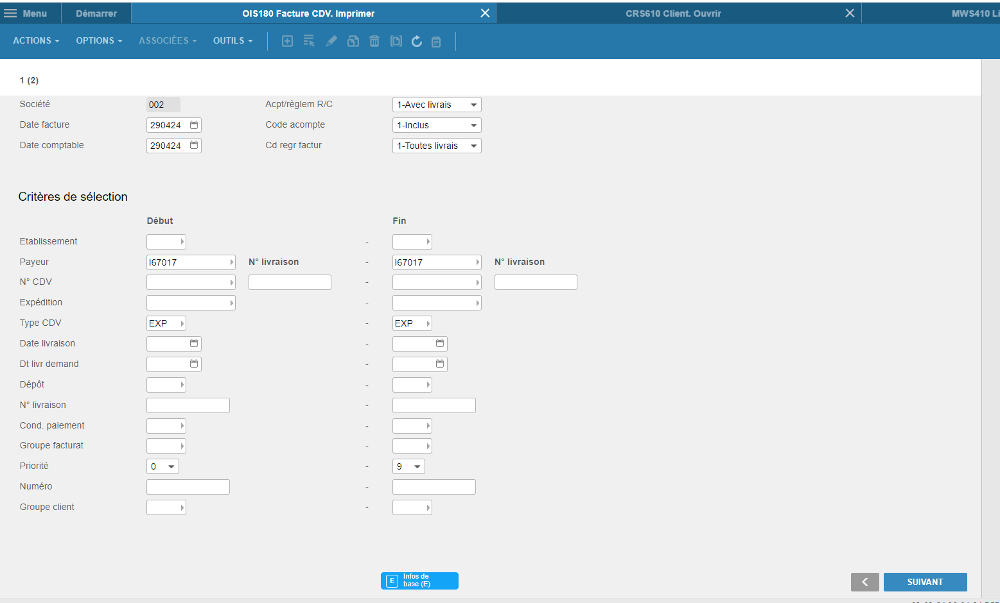 Menu Démarrer OIS180 Facture CDV. Imprimer CRS610 Client. Ouvrir MWS410 Li
ACTIONS OPTIONS ASSOCIÉES OUTILS
1 (2)
Société 002 Acpt/règlem R/C 1-Avec livrais
Date facture 290424 Code acompte 1-Inclus
Date comptable 290424 Cd regr factur 1-Toutes livrais
Critères de sélection
Début Fin
Etablissement -
Payeur I67017 N° livraison - I67017 N° livraison
N° CDV -
Expédition -
Type CDV EXP - EXP
Date livraison -
Dt livr demand -
Dépôt -
N° livraison -
Cond. paiement -
Groupe facturat -
Priorité 0 - 9
Numéro -
Groupe client -
E Infos de
base (E)
SUIVANT